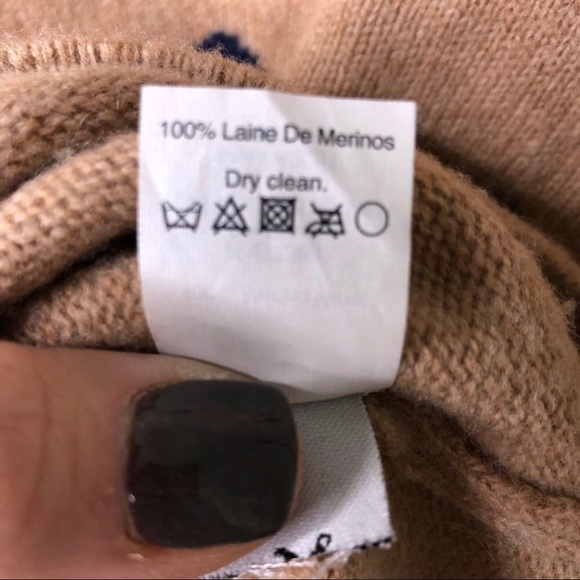 100% Laine De Merinos
Dry clean.